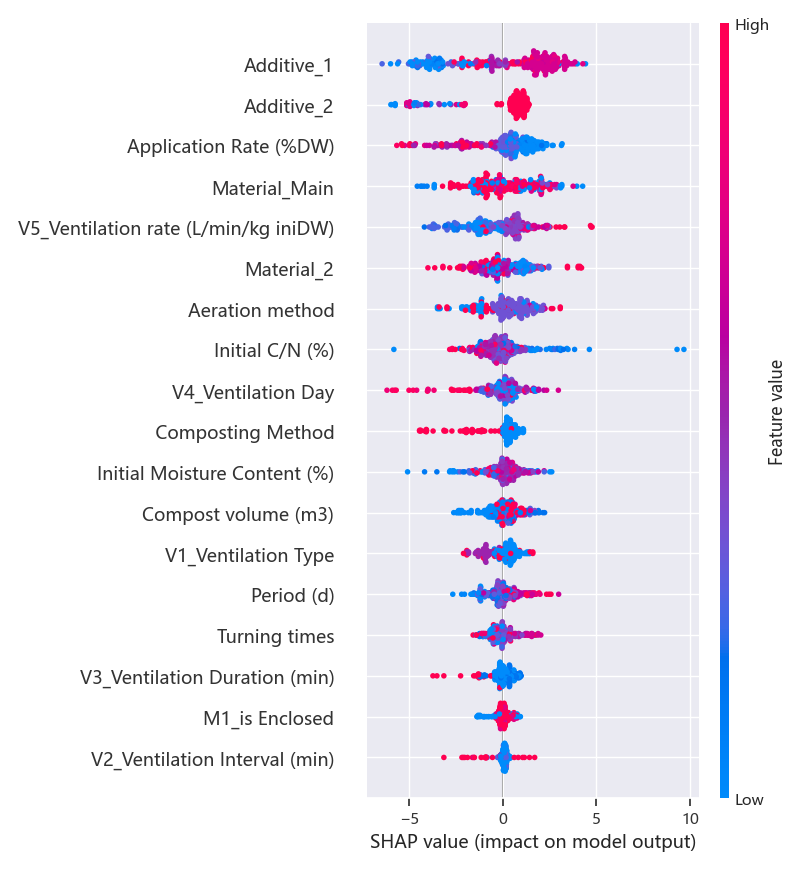 High
Additive_1
Additive_2
Application Rate (%DW)
Material_Main
V5_Ventilation rate (L/min/kg iniDW)
Material_2
Aeration method
Initial C/N (%)
V4_Ventilation Day
Composting Method
Initial Moisture Content (%)
Compost volume (m3)
V1_Ventilation Type
Period (d)
Turning times
V3_Ventilation Duration (min)
M1_is Enclosed
V2_Ventilation Interval (min)
Feature value
Low
−5 0 5 10
SHAP value (impact on model output)